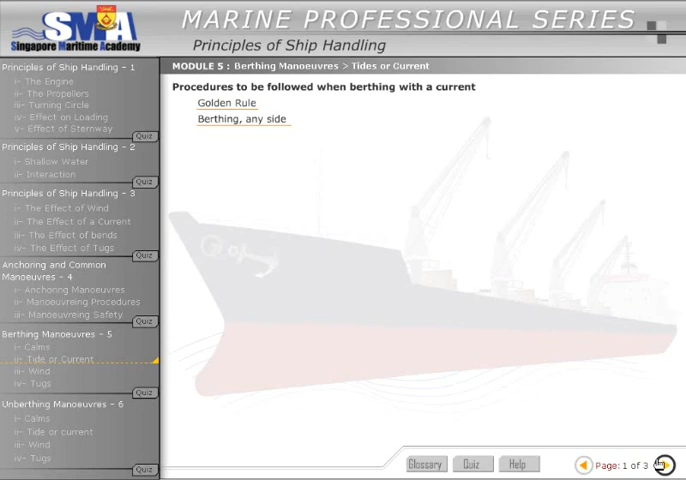 SMA
Singapore Maritime Academy
MARINE PROFESSIONAL SERIES
Principles of Ship Handling
MODULE 5 : Berthing Manoeuvres > Tides or Current
Principles of Ship Handling - 1
i- The Engine
ii- The Propellers
iii- Turning Circle
iv- Effect on Loading
v- Effect of Sternway
Quiz
Principles of Ship Handling - 2
i- Shallow Water
ii- Interaction
Quiz
Principles of Ship Handling - 3
i- The Effect of Wind
ii- The Effect of a Current
iii- The Effect of bends
iv- The Effect of Tugs
Quiz
Anchoring and Common
Manoeuvres - 4
i- Anchoring Manoeuvres
ii- Manouvreing Procedures
iii- Manouvreing Safety
Quiz
Berthing Manoeuvres - 5
i- Calms
ii- Tide or Current
iii- Wind
iv- Tugs
Quiz
Unberthing Manoeuvres - 6
i- Calms
ii- Tide or current
iii- Wind
iv- Tugs
Quiz
Procedures to be followed when berthing with a current
Golden Rule
Berthing, any side
Glossary
Quiz
Help
Page: 1 of 3